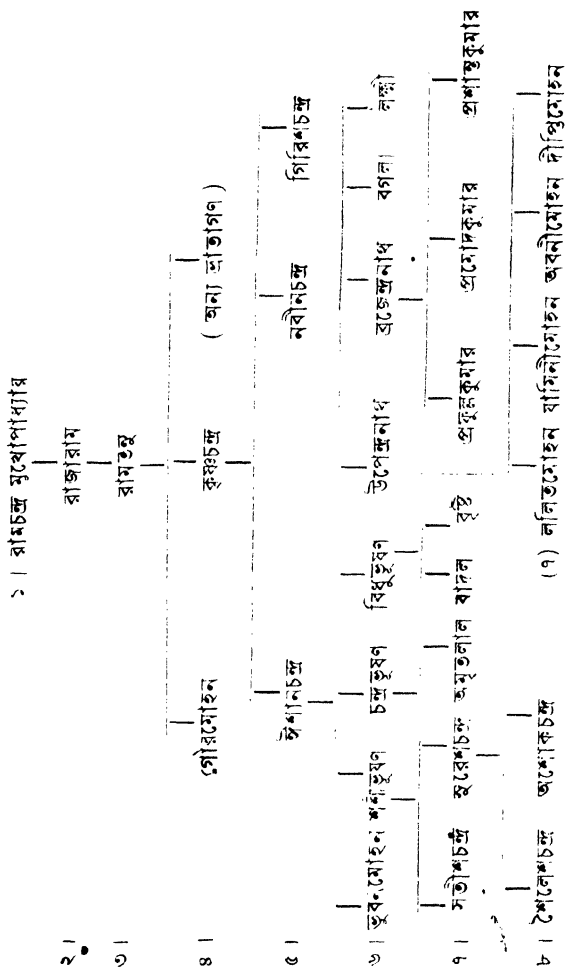 ১। রামচন্দ্র মুখোপাধ্যার
২। রাজারাম
৩। রামতনু
৪। গৌরমোহন কৃষ্ণচন্দ্র (অন্য ভ্রাতাগণ)
৫। ঈশানচন্দ্র নবীনচন্দ্র গিরিশচন্দ্র
৬। ভুবনমোহন শশীভূষণ চন্দ্রভূষণ বিধুভূষণ উপেন্দ্রনাথ ব্রজেন্দ্রনাথ বগলা লক্ষ্মী
৭। সতীশচন্দ্র সুরেশচন্দ্র অমৃতলাল বাদল বৃষ্টি প্রফুল্লকুমার প্রমোদকুমার প্রশান্তকুমার
৮। শৈলেশচন্দ্র অশোকচন্দ্র (৭) ললিতমোহন যামিনীমোহন অবনীমোহন দীপ্তিমোহন